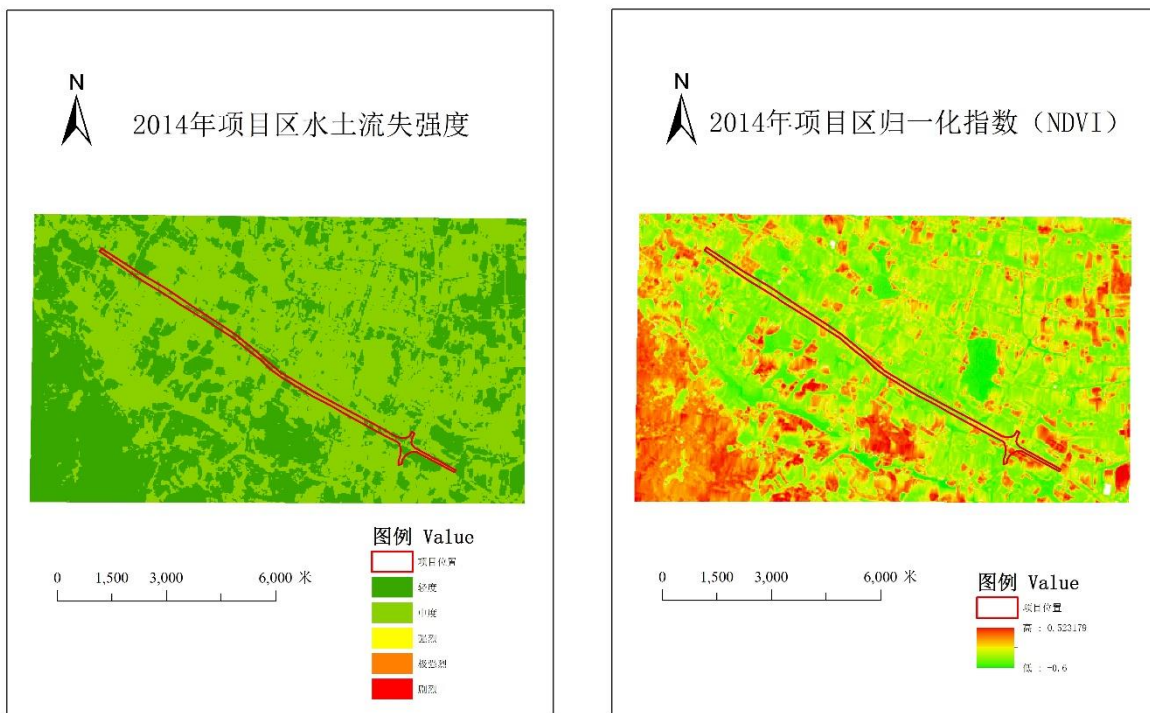 N
2014年项目区水土流失强度
图例 Value
项目位置
轻度
中度
强烈
极强烈
剧烈
0 1,500 3,000 6,000 米
N
2014年项目区归一化指数（NDVI）
图例 Value
项目位置
高 : 0.523179
低 : -0.6
0 1,500 3,000 6,000 米